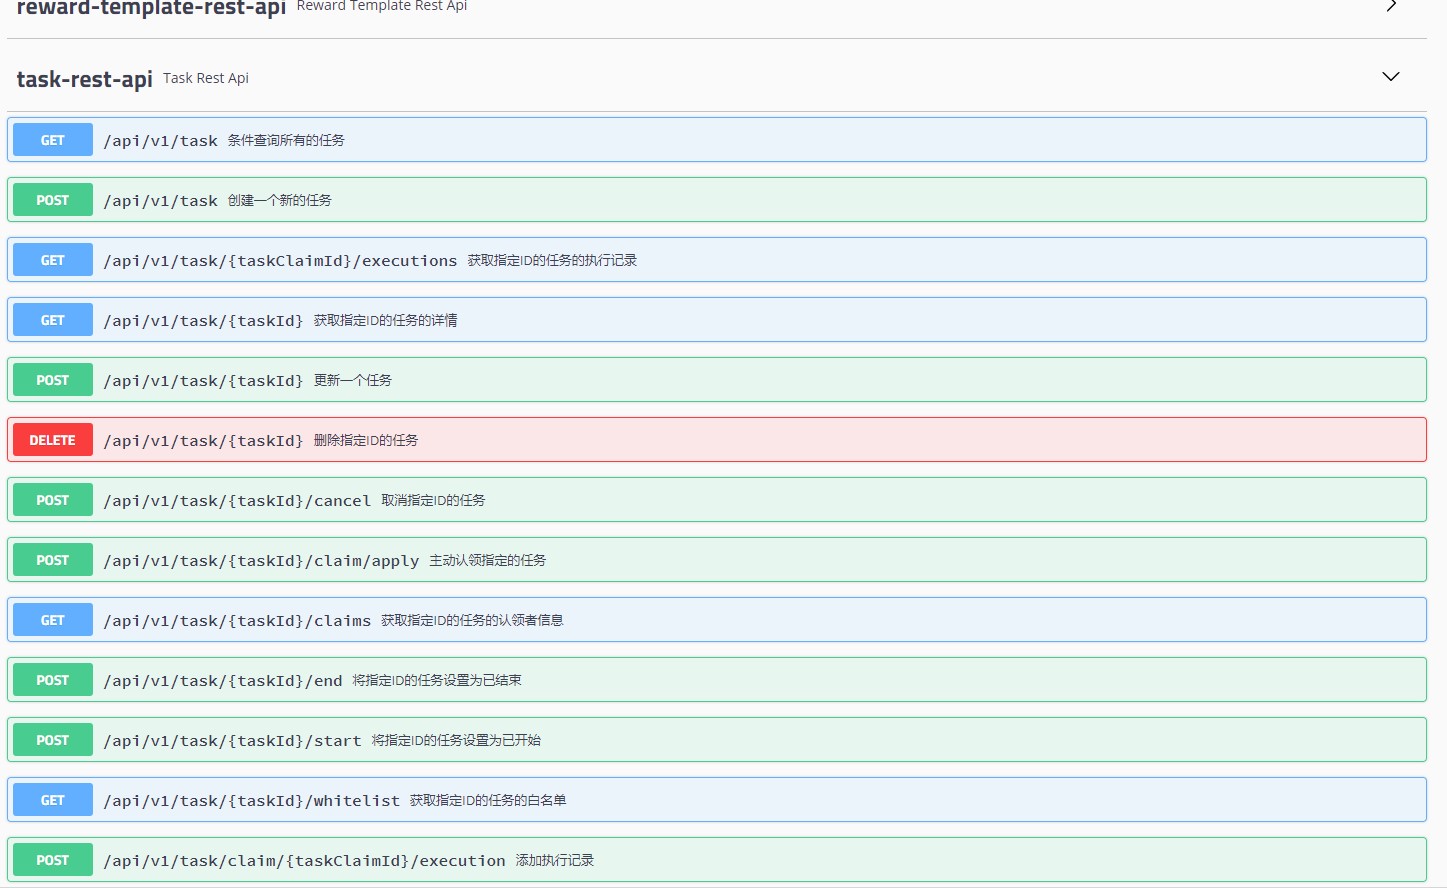 reward-template-rest-api Reward Template Rest Api
task-rest-api Task Rest Api
GET /api/v1/task 条件查询所有的任务
POST /api/v1/task 创建一个新的任务
GET /api/v1/task/{taskClaimId}/executions 获取指定ID的任务的执行记录
GET /api/v1/task/{taskId} 获取指定ID的任务的详情
POST /api/v1/task/{taskId} 更新一个任务
DELETE /api/v1/task/{taskId} 删除指定ID的任务
POST /api/v1/task/{taskId}/cancel 取消指定ID的任务
POST /api/v1/task/{taskId}/claim/apply 主动认领指定的任务
GET /api/v1/task/{taskId}/claims 获取指定ID的任务的认领者信息
POST /api/v1/task/{taskId}/end 将指定ID的任务设置为已结束
POST /api/v1/task/{taskId}/start 将指定ID的任务设置为已开始
GET /api/v1/task/{taskId}/whitelist 获取指定ID的任务的白名单
POST /api/v1/task/claim/{taskClaimId}/execution 添加执行记录